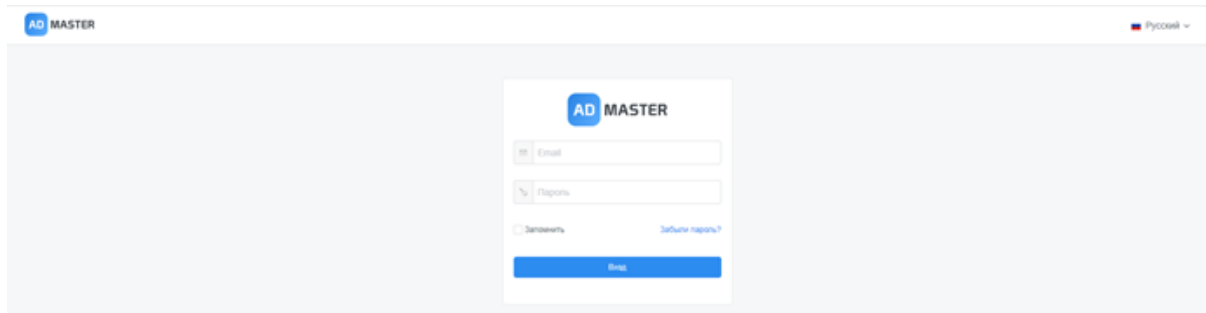 AD MASTER
Русский
AD MASTER
Email
Пароль
Запомнить
Забыли пароль?
Вход